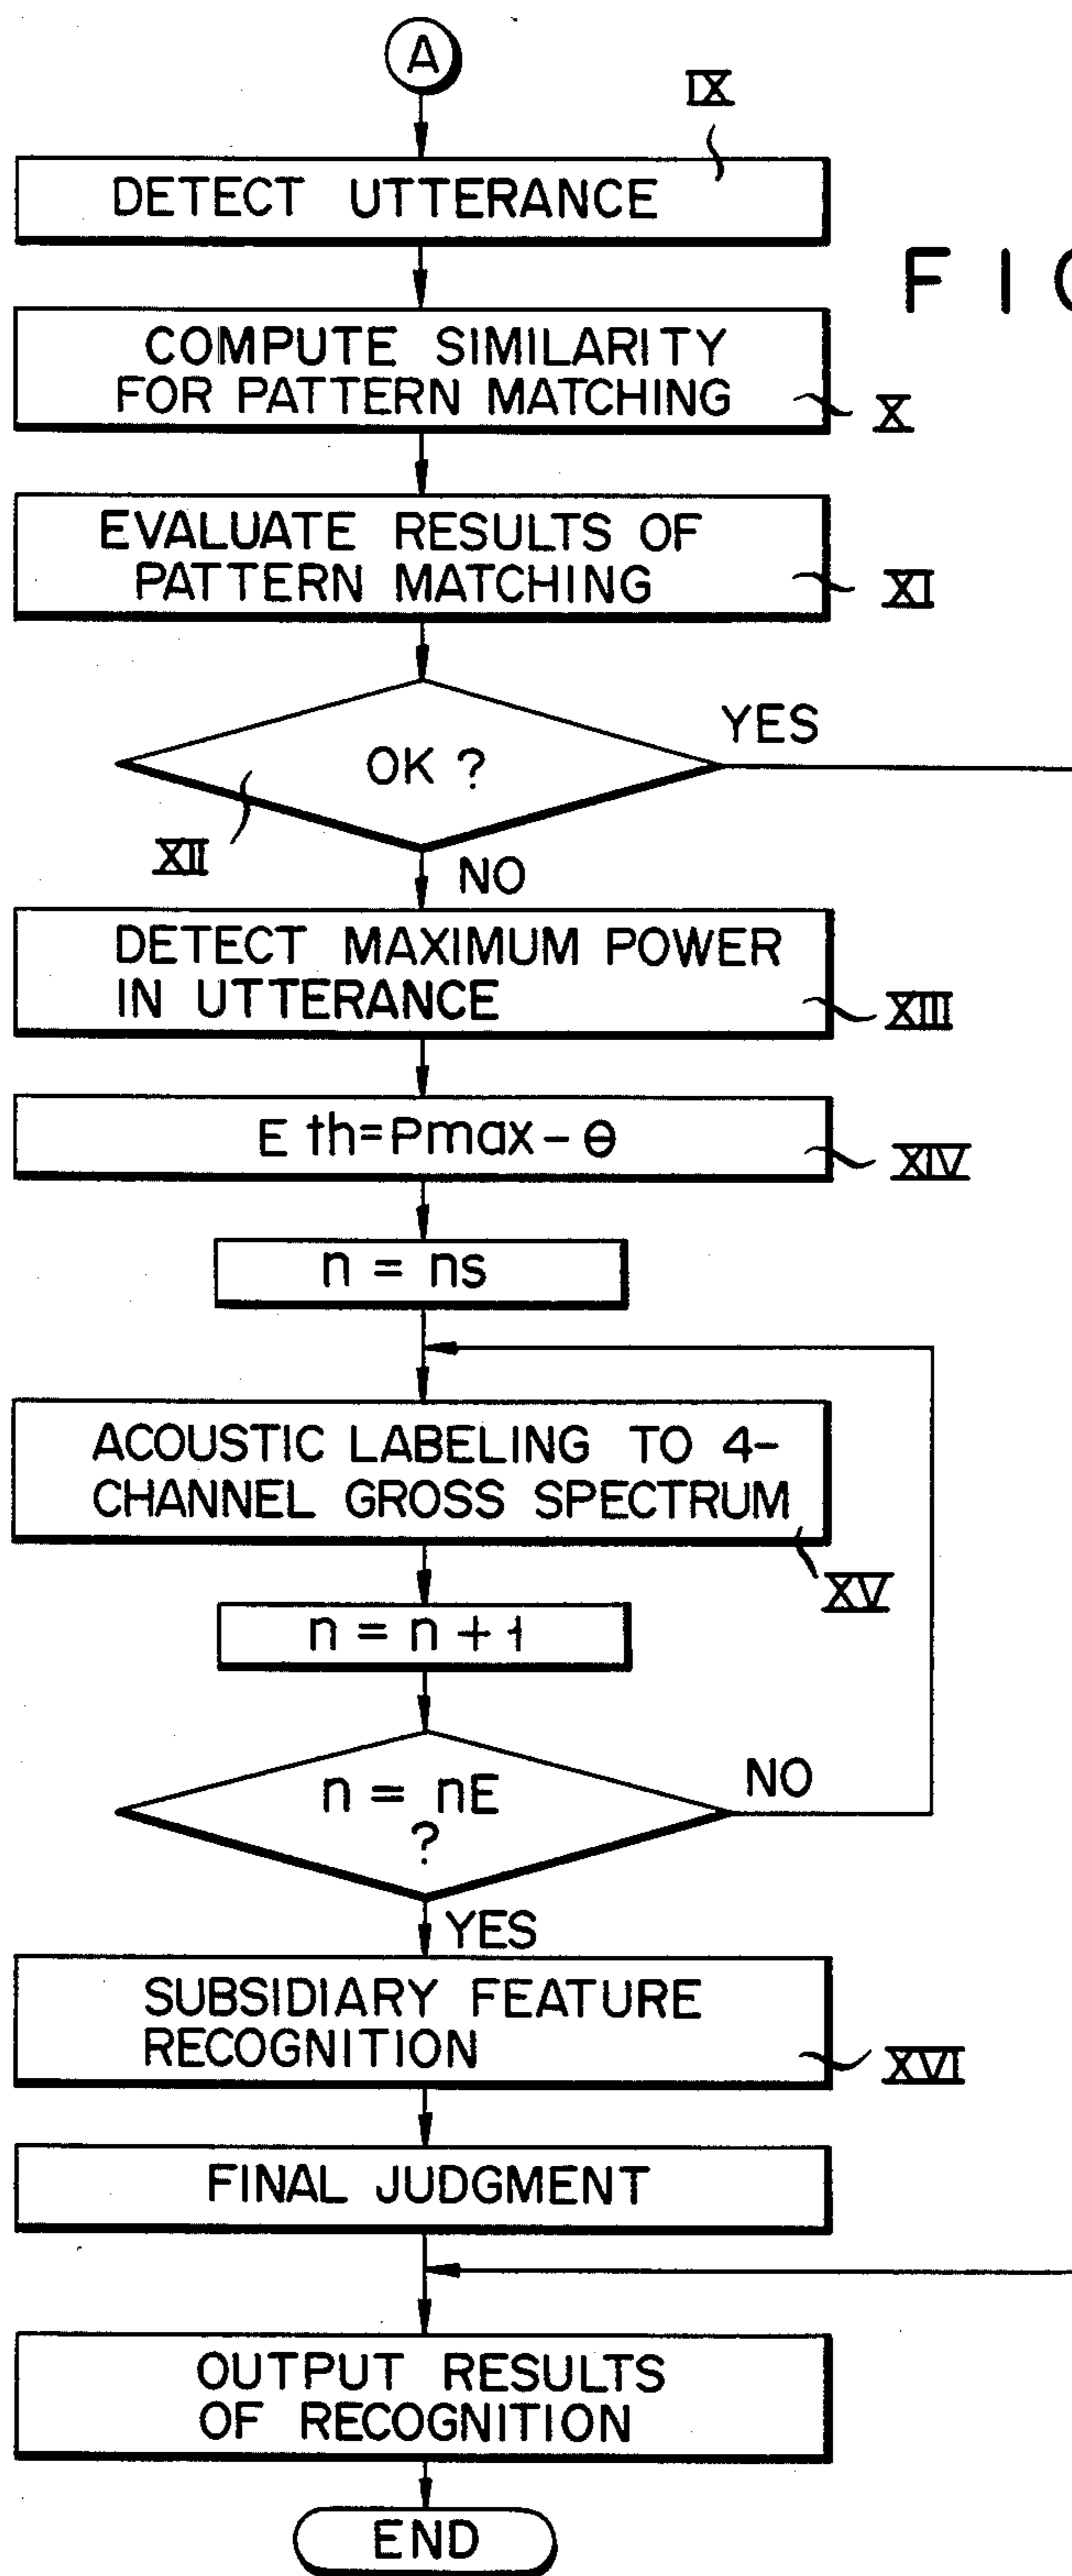 A
IX
DETECT UTTERANCE
FIG
COMPUTE SIMILARITY
FOR PATTERN MATCHING
X
EVALUATE RESULTS OF
PATTERN MATCHING
XI
YES
OK ?
XII
NO
DETECT MAXIMUM POWER
IN UTTERANCE
XIII
E th=Pmax-θ
XIV
n = ns
ACOUSTIC LABELING TO 4-
CHANNEL GROSS SPECTRUM
XV
n = n + 1
n = nE
?
NO
YES
SUBSIDIARY FEATURE
RECOGNITION
XVI
FINAL JUDGMENT
OUTPUT RESULTS
OF RECOGNITION
END